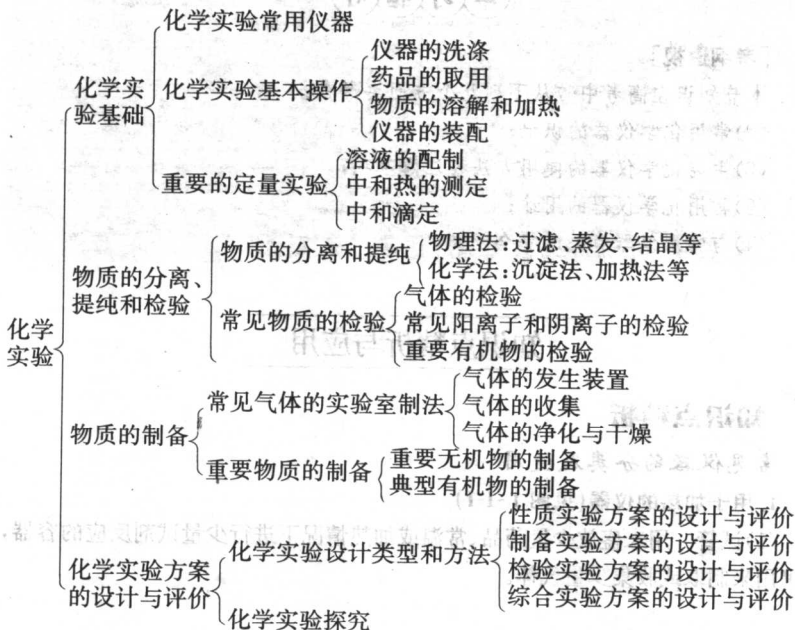 化学实验常用仪器
仪器的洗涤
化学实
化学实验基本操作
药品的取用
验基础
物质的溶解和加热
仪器的装配
溶液的配制
重要的定量实验
中和热的测定
中和滴定
物质的分离和提纯
物理法:过滤、蒸发、结晶等
化学法:沉淀法、加热法等
物质的分离、
提纯和检验
气体的检验
常见物质的检验
常见阳离子和阴离子的检验
重要有机物的检验
化学
实验
气体的发生装置
常见气体的实验室制法
气体的收集
气体的净化与干燥
物质的制备
重要物质的制备
重要无机物的制备
典型有机物的制备
性质实验方案的设计与评价
化学实验设计类型和方法
制备实验方案的设计与评价
检验实验方案的设计与评价
综合实验方案的设计与评价
化学实验方案
的设计与评价
化学实验探究